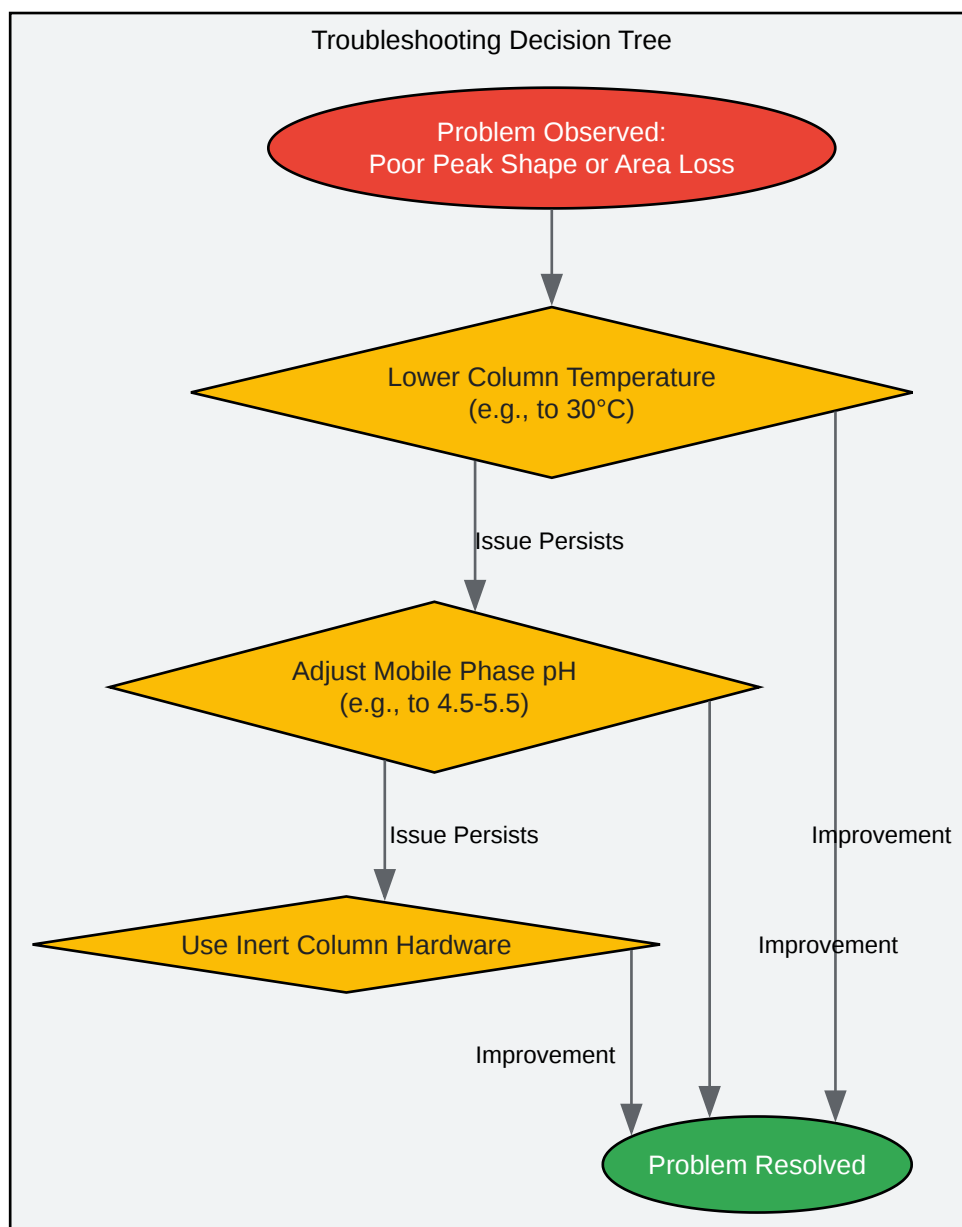 Troubleshooting Decision Tree
Problem Observed:
Poor Peak Shape or Area Loss
Lower Column Temperature
(e.g., to 30°C)
Issue Persists
Adjust Mobile Phase pH
(e.g., to 4.5-5.5)
Issue Persists
Improvement
Use Inert Column Hardware
Improvement
Improvement
Problem Resolved